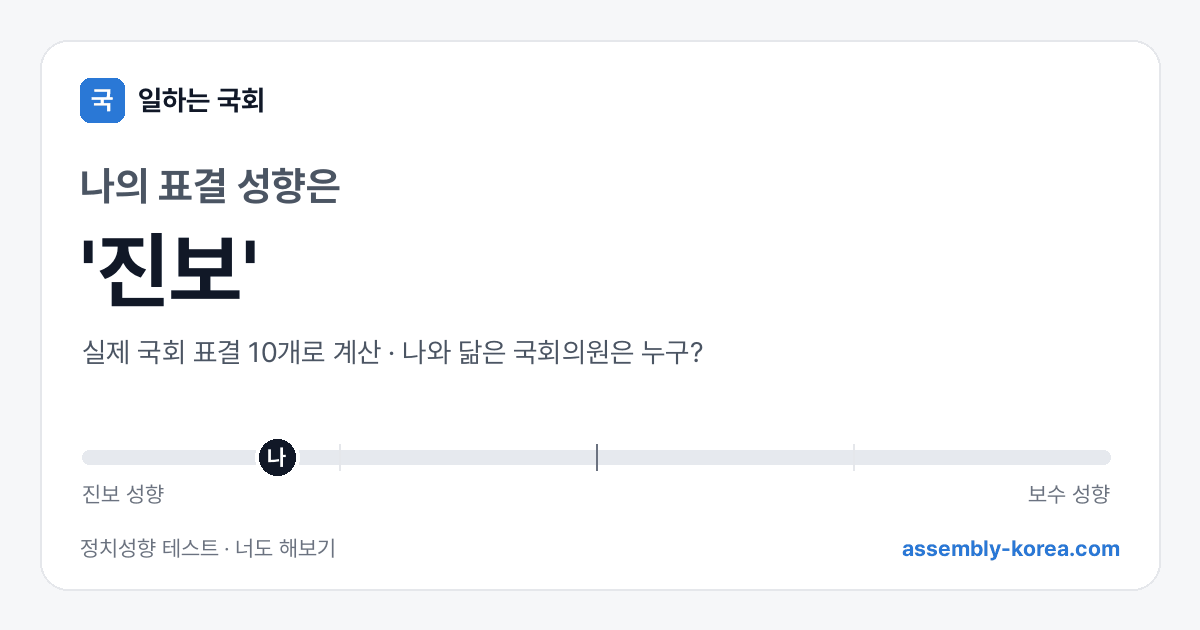 국 일하는 국회
나의 표결 성향은
'진보'
실제 국회 표결 10개로 계산 · 나와 닮은 국회의원은 누구?
나
진보 성향 보수 성향
정치성향 테스트 · 너도 해보기 assembly-korea.com